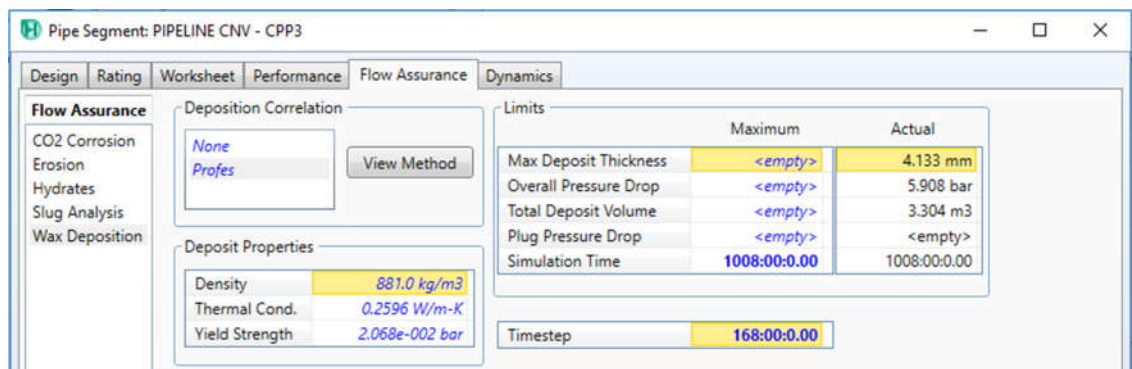 Pipe Segment: PIPELINE CNV - CPP3
Design Rating Worksheet Performance Flow Assurance Dynamics
Flow Assurance
CO2 Corrosion
Erosion
Hydrates
Slug Analysis
Wax Deposition
Deposition Correlation
None
Profes
View Method
Deposit Properties
Density 881.0 kg/m3
Thermal Cond. 0.2596 W/m-K
Yield Strength 2.068e-002 bar
Limits
Maximum Actual
Max Deposit Thickness <empty> 4.133 mm
Overall Pressure Drop <empty> 5.908 bar
Total Deposit Volume <empty> 3.304 m3
Plug Pressure Drop <empty> <empty>
Simulation Time 1008:00:0.00 1008:00:0.00
Timestep 168:00:0.00